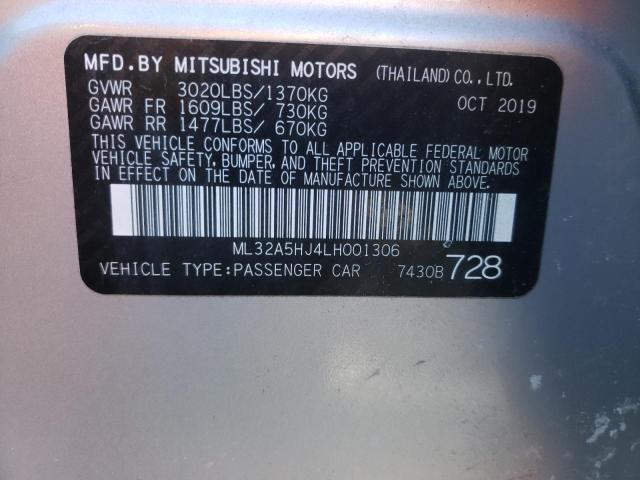 MFD.BY MITSUBISHI MOTORS (THAILAND) CO., LTD.
GVWR 3020LBS/1370KG OCT 2019
GAWR FR 1609LBS/ 730KG
GAWR RR 1477LBS/ 670KG
THIS VEHICLE CONFORMS TO ALL APPLICABLE FEDERAL MOTOR
VEHICLE SAFETY, BUMPER, AND THEFT PREVENTION STANDARDS
IN EFFECT ON THE DATE OF MANUFACTURE SHOWN ABOVE.
ML32A5HJ4LH001306
VEHICLE TYPE:PASSENGER CAR 7430B 728